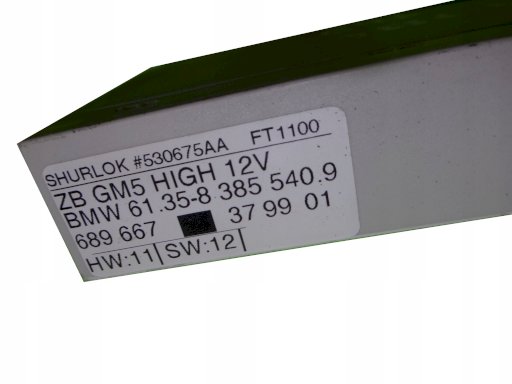 SHURLOK #530675AA FT1100
ZB GM5 HIGH 12V
BMW 61.35-8 385 540.9
689 667 37 99 01
HW:11| SW:12|